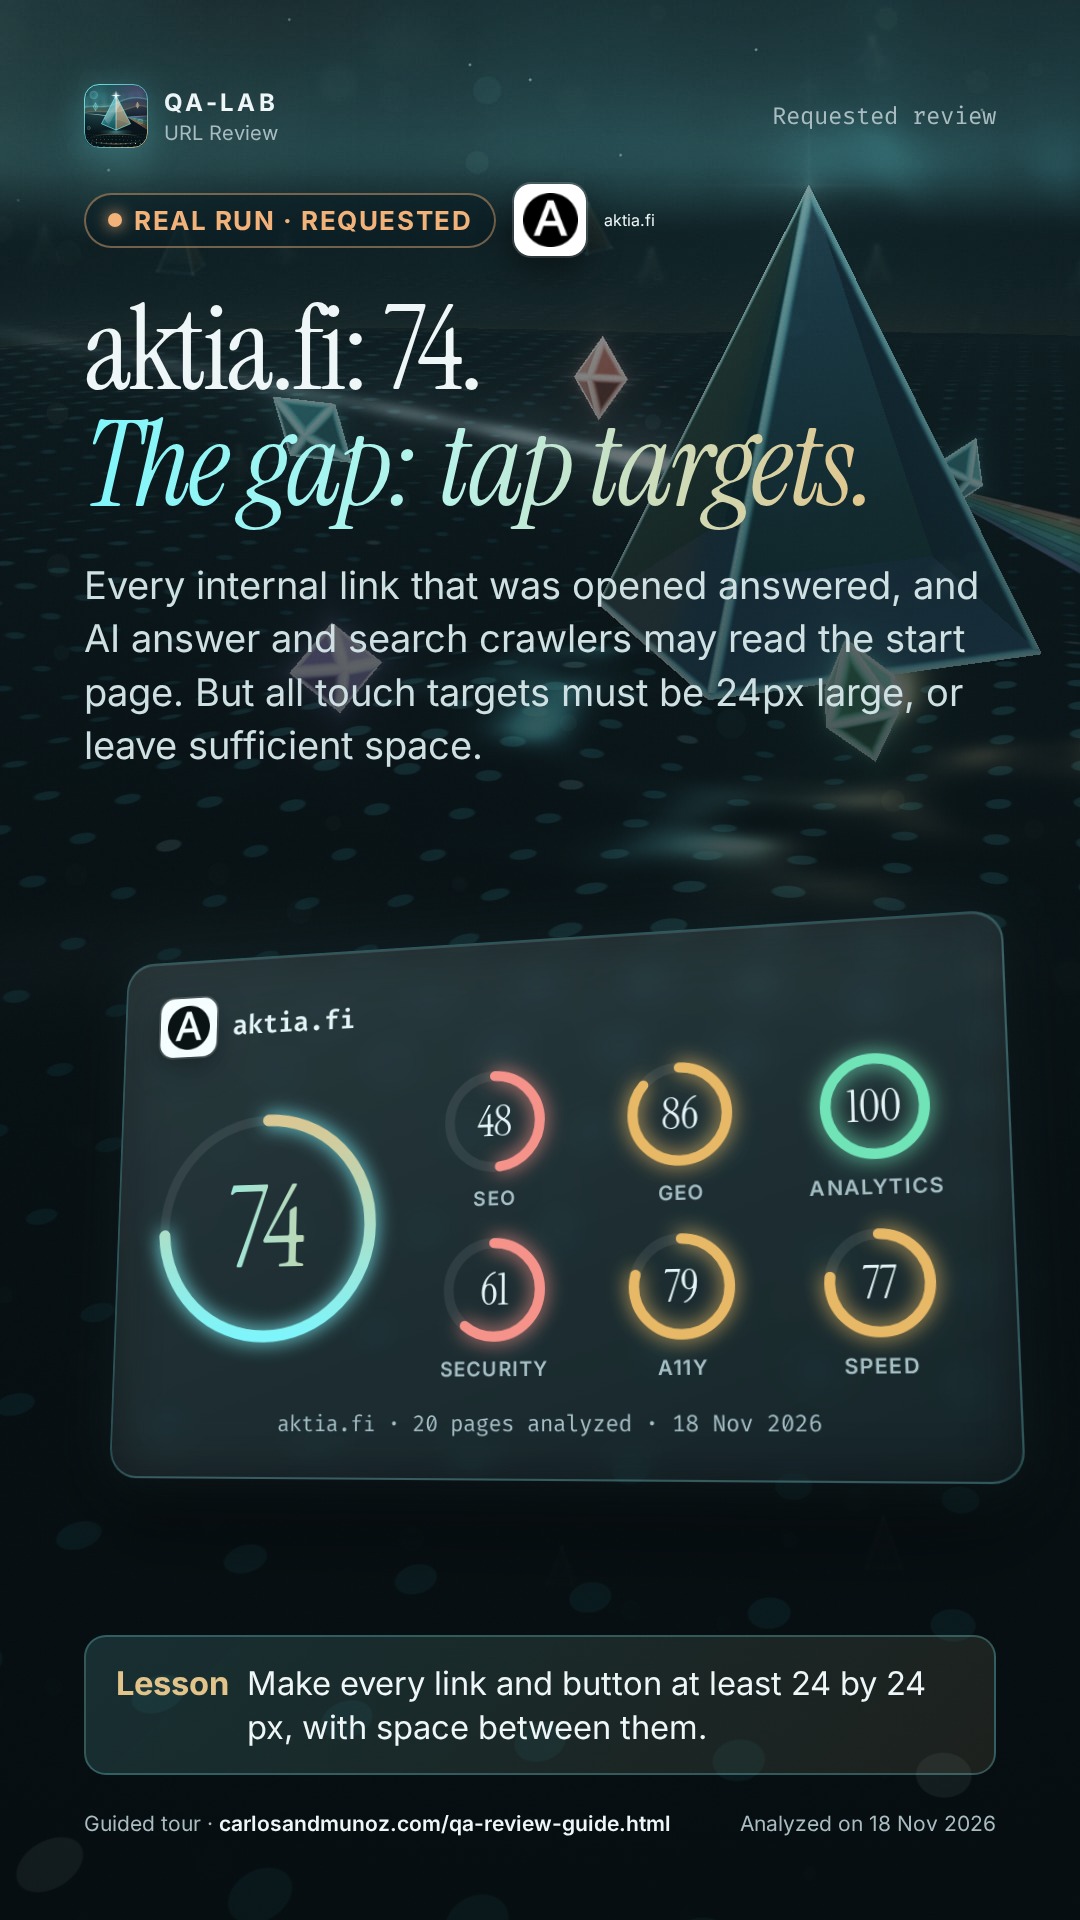 QA-LAB
URL Review
Requested review
REAL RUN · REQUESTED
A
aktia.fi
aktia.fi: 74.
The gap: tap targets.
Every internal link that was opened answered, and
AI answer and search crawlers may read the start
page. But all touch targets must be 24px large, or
leave sufficient space.
A
aktia.fi
74
48
SEO
86
GEO
100
ANALYTICS
61
SECURITY
79
A11Y
77
SPEED
aktia.fi · 20 pages analyzed · 18 Nov 2026
Lesson Make every link and button at least 24 by 24
px, with space between them.
Guided tour · carlosandmunoz.com/qa-review-guide.html
Analyzed on 18 Nov 2026